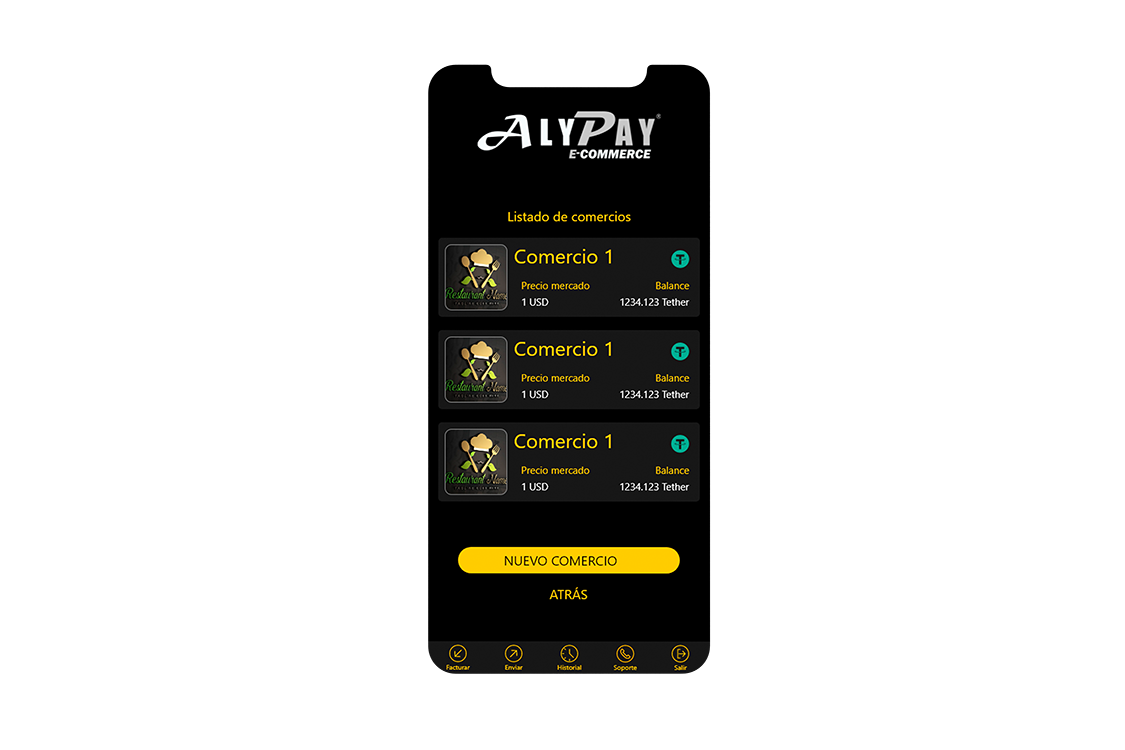 ALYPAY®
E-COMMERCE
Listado de comercios
Restaurant Name
Comercio 1
Precio mercado Balance
1 USD 1234.123 Tether
Restaurant Name
Comercio 1
Precio mercado Balance
1 USD 1234.123 Tether
Restaurant Name
Comercio 1
Precio mercado Balance
1 USD 1234.123 Tether
NUEVO COMERCIO
ATRÁS
Facturar Enviar Historial Soporte Salir